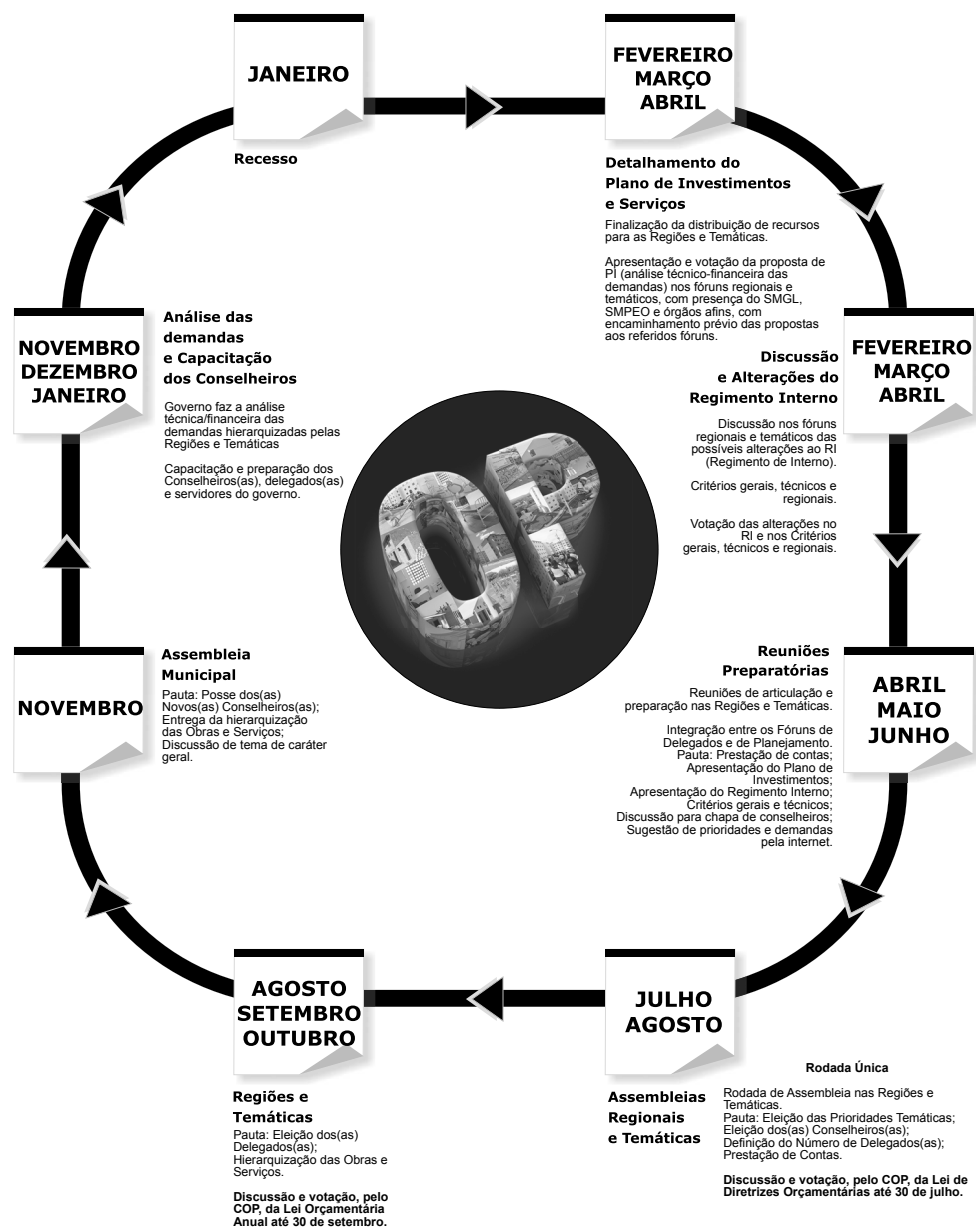 JANEIRO
Recesso
FEVEREIRO
MARÇO
ABRIL
Detalhamento do
Plano de Investimentos
e Serviços
Finalização da distribuição de recursos
para as Regiões e Temáticas.
Apresentação e votação da proposta de
PI (análise técnico-financeira das
demandas) nos fóruns regionais e
temáticos, com presença do SMGL,
SMPEO e órgãos afins, com
encaminhamento prévio das propostas
aos referidos fóruns.
FEVEREIRO
MARÇO
ABRIL
Discussão
e Alterações do
Regimento Interno
Discussão nos fóruns
regionais e temáticos das
possíveis alterações ao RI
(Regimento de Interno).
Critérios gerais, técnicos e
regionais.
Votação das alterações no
RI e nos Critérios
gerais, técnicos e regionais.
ABRIL
MAIO
JUNHO
Reuniões
Preparatórias
Reuniões de articulação e
preparação nas Regiões e Temáticas.
Integração entre os Fóruns de
Delegados e de Planejamento.
Pauta: Prestação de contas;
Apresentação do Plano de
Investimentos;
Apresentação do Regimento Interno;
Critérios gerais e técnicos;
Discussão para chapa de conselheiros;
Sugestão de prioridades e demandas
pela internet.
JULHO
AGOSTO
Assembleias
Regionais
e Temáticas
Rodada Única
Rodada de Assembleia nas Regiões e
Temáticas.
Pauta: Eleição das Prioridades Temáticas;
Eleição dos(as) Conselheiros(as);
Definição do Número de Delegados(as);
Prestação de Contas.
Discussão e votação, pelo COP, da Lei de
Diretrizes Orçamentárias até 30 de julho.
AGOSTO
SETEMBRO
OUTUBRO
Regiões e
Temáticas
Pauta: Eleição dos(as)
Delegados(as);
Hierarquização das Obras e
Serviços.
Discussão e votação, pelo
COP, da Lei Orçamentária
Anual até 30 de setembro.
NOVEMBRO
Assembleia
Municipal
Pauta: Posse dos(as)
Novos(as) Conselheiros(as);
Entrega da hierarquização
das Obras e Serviços;
Discussão de tema de caráter
geral.
NOVEMBRO
DEZEMBRO
JANEIRO
Análise das
demandas
e Capacitação
dos Conselheiros
Governo faz a análise
técnica/financeira das
demandas hierarquizadas pelas
Regiões e Temáticas
Capacitação e preparação dos
Conselheiros(as), delegados(as)
e servidores do governo.
OP